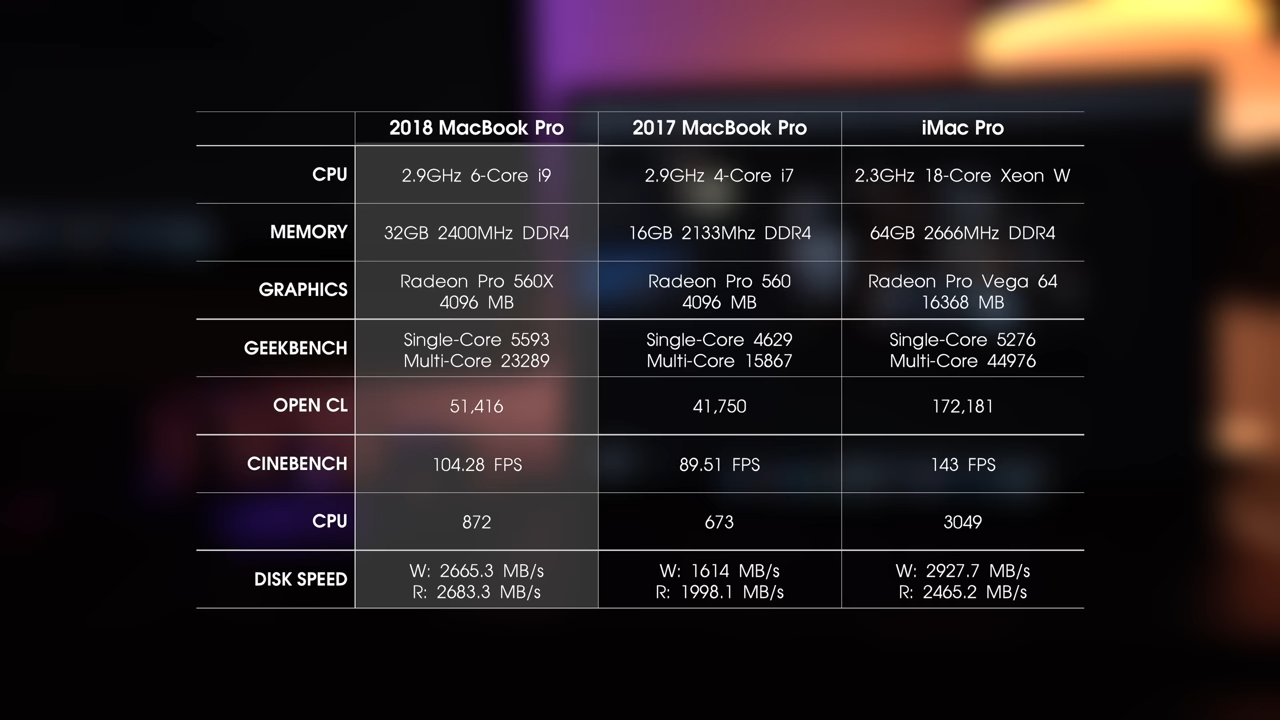 2018 MacBook Pro 2017 MacBook Pro iMac Pro
CPU 2.9GHz 6-Core i9 2.9GHz 4-Core i7 2.3GHz 18-Core Xeon W
MEMORY 32GB 2400MHz DDR4 16GB 2133Mhz DDR4 64GB 2666MHz DDR4
GRAPHICS Radeon Pro 560X Radeon Pro 560 Radeon Pro Vega 64
4096 MB 4096 MB 16368 MB
GEEKBENCH Single-Core 5593 Single-Core 4629 Single-Core 5276
Multi-Core 23289 Multi-Core 15867 Multi-Core 44976
OPEN CL 51,416 41,750 172,181
CINEBENCH 104.28 FPS 89.51 FPS 143 FPS
CPU 872 673 3049
DISK SPEED W: 2665.3 MB/s W: 1614 MB/s W: 2927.7 MB/s
R: 2683.3 MB/s R: 1998.1 MB/s R: 2465.2 MB/s